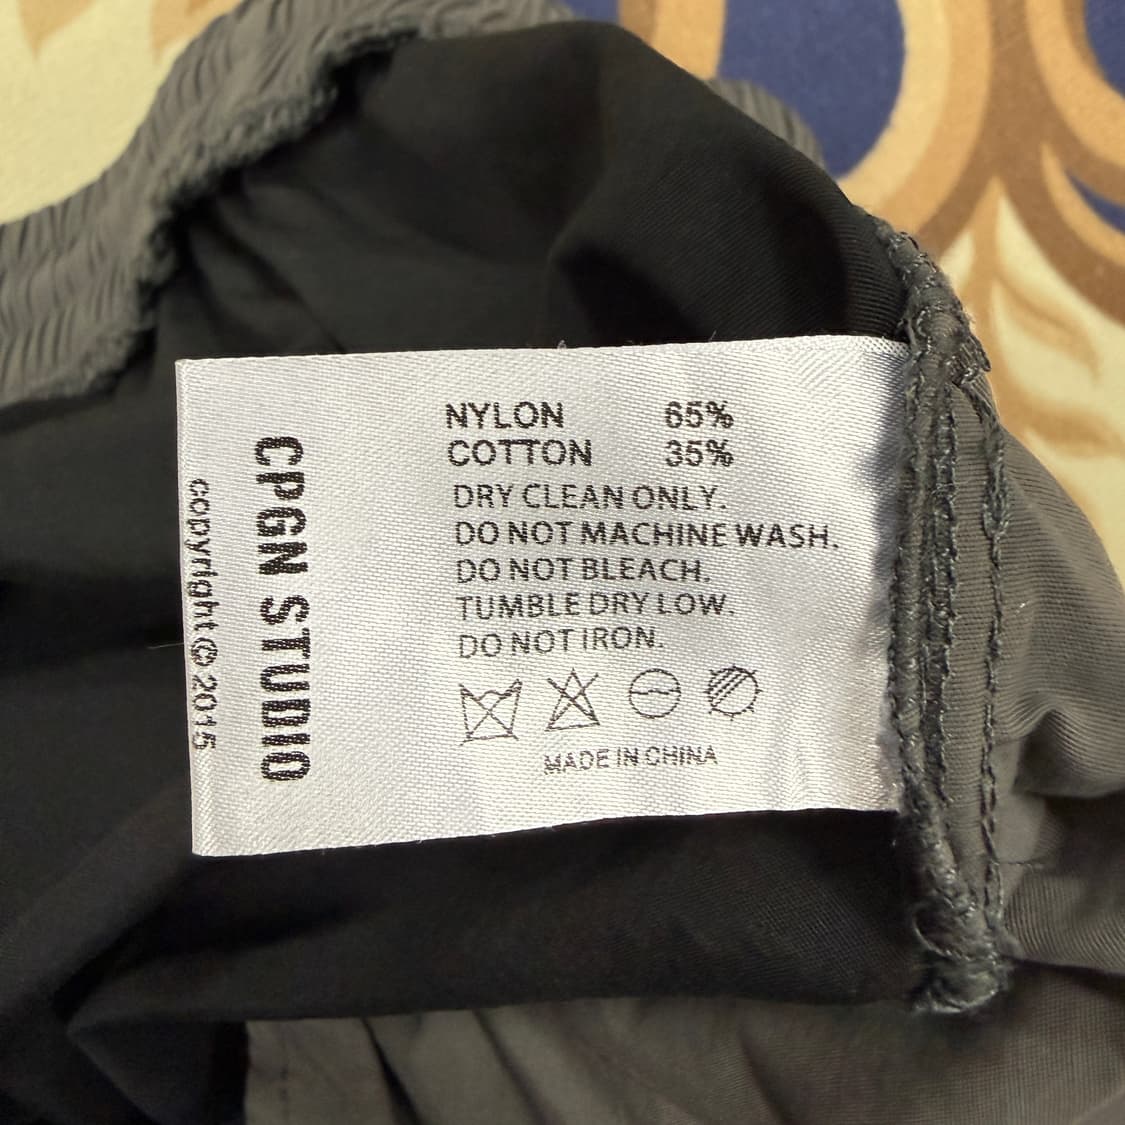 NYLON 65%
COTTON 35%
DRY CLEAN ONLY.
DO NOT MACHINE WASH.
DO NOT BLEACH.
TUMBLE DRY LOW.
DO NOT IRON.
MADE IN CHINA
CPGN STUDIO
copyright © 2015